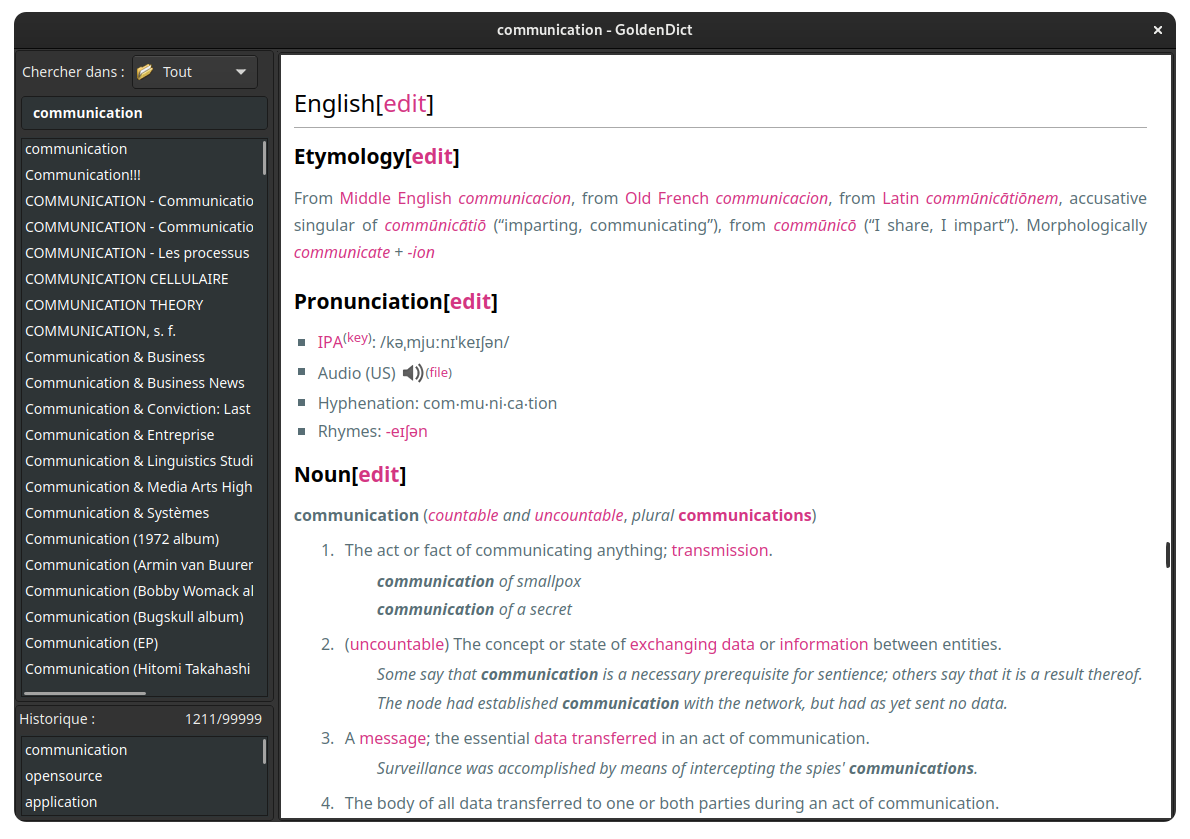 communication - GoldenDict
Chercher dans : Tout
communication
communication
Communication!!!
COMMUNICATION - Communicatio
COMMUNICATION - Communicatio
COMMUNICATION - Les processus
COMMUNICATION CELLULAIRE
COMMUNICATION THEORY
COMMUNICATION, s. f.
Communication & Business
Communication & Business News
Communication & Conviction: Last
Communication & Entreprise
Communication & Linguistics Studi
Communication & Media Arts High
Communication & Systèmes
Communication (1972 album)
Communication (Armin van Buurer
Communication (Bobby Womack al
Communication (Bugskull album)
Communication (EP)
Communication (Hitomi Takahashi
Historique : 1211/99999
communication
opensource
application
English[edit]
Etymology[edit]
From Middle English communicacion, from Old French communicacion, from Latin commūnicātiōnem, accusative
singular of commūnicātiō (“imparting, communicating”), from commūnicō (“I share, I impart”). Morphologically
communicate + -ion
Pronunciation[edit]
IPA(key): /kəˌmjuːnɪˈkeɪʃən/
Audio (US) (file)
Hyphenation: com‧mu‧ni‧ca‧tion
Rhymes: -eɪʃən
Noun[edit]
communication (countable and uncountable, plural communications)
1. The act or fact of communicating anything; transmission.
communication of smallpox
communication of a secret
2. (uncountable) The concept or state of exchanging data or information between entities.
Some say that communication is a necessary prerequisite for sentience; others say that it is a result thereof.
The node had established communication with the network, but had as yet sent no data.
3. A message; the essential data transferred in an act of communication.
Surveillance was accomplished by means of intercepting the spies' communications.
4. The body of all data transferred to one or both parties during an act of communication.